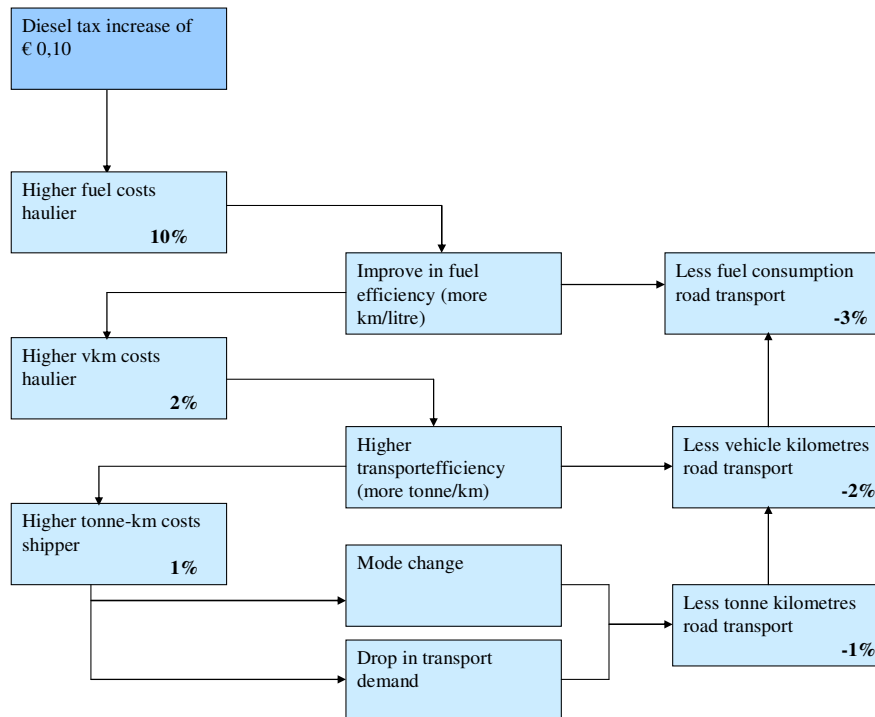 Diesel tax increase of
€ 0,10
Higher fuel costs
haulier
10%
Improve in fuel
efficiency (more
km/litre)
Less fuel consumption
road transport
-3%
Higher vkm costs
haulier
2%
Higher
transportefficiency
(more tonne/km)
Less vehicle kilometres
road transport
-2%
Higher tonne-km costs
shipper
1%
Mode change
Less tonne kilometres
road transport
-1%
Drop in transport
demand